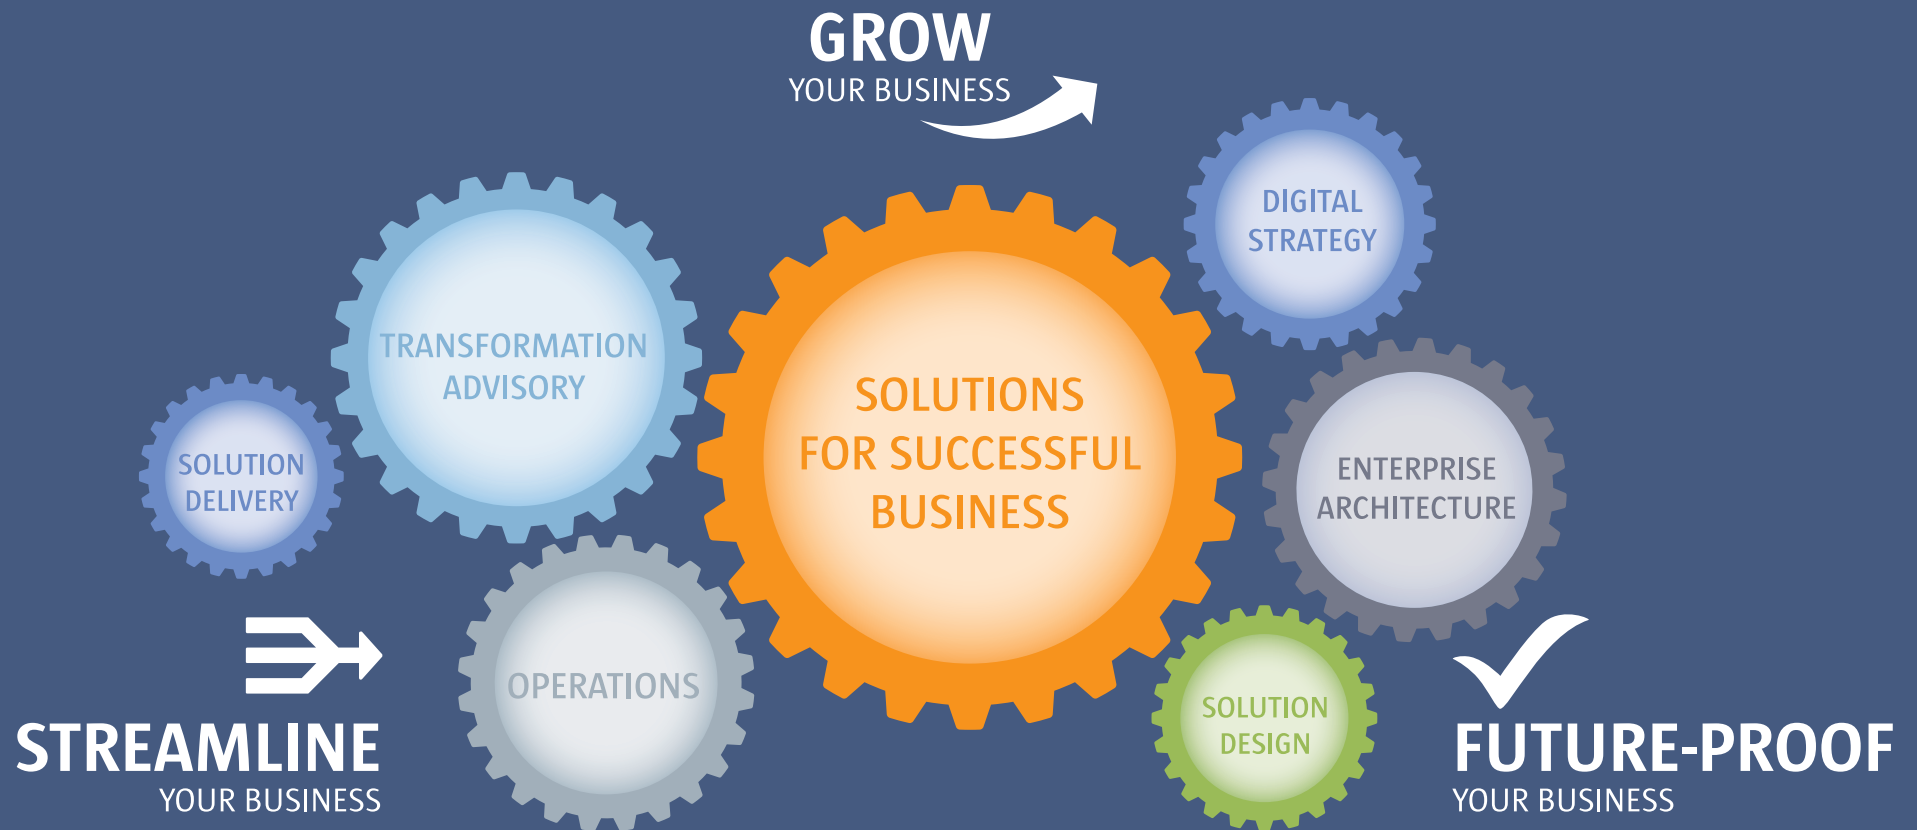 GROW
YOUR BUSINESS
DIGITAL
STRATEGY
TRANSFORMATION
ADVISORY
SOLUTIONS
FOR SUCCESSFUL
BUSINESS
SOLUTION
DELIVERY
ENTERPRISE
ARCHITECTURE
OPERATIONS
SOLUTION
DESIGN
STREAMLINE
YOUR BUSINESS
FUTURE-PROOF
YOUR BUSINESS